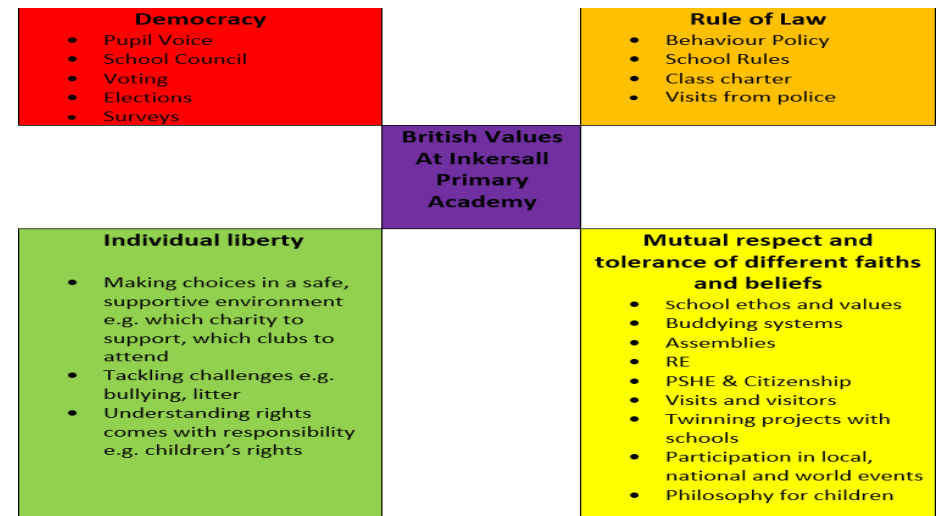 Democracy
• Pupil Voice
• School Council
• Voting
• Elections
• Surveys
Rule of Law
• Behaviour Policy
• School Rules
• Class charter
• Visits from police
British Values
At Inkersall
Primary
Academy
Individual liberty
• Making choices in a safe,
supportive environment
e.g. which charity to
support, which clubs to
attend
• Tackling challenges e.g.
bullying, litter
• Understanding rights
comes with responsibility
e.g. children’s rights
Mutual respect and
tolerance of different faiths
and beliefs
• School ethos and values
• Buddying systems
• Assemblies
• RE
• PSHE & Citizenship
• Visits and visitors
• Twinning projects with
schools
• Participation in local,
national and world events
• Philosophy for children